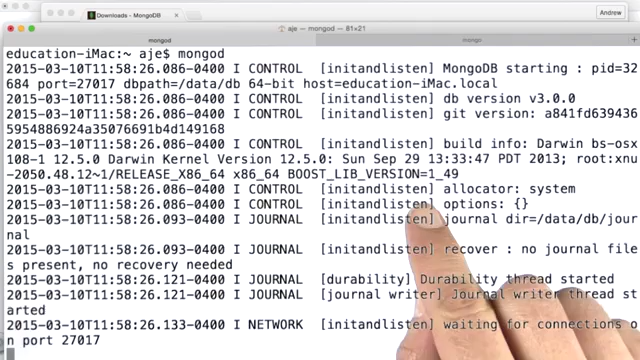 Downloads - MongoDB
Andrew
aje — mongod — 81×21
mongod
mongo
education-iMac:~ aje$ mongod
2015-03-10T11:58:26.086-0400 I CONTROL  [initandlisten] MongoDB starting : pid=32
684 port=27017 dbpath=/data/db 64-bit host=education-iMac.local
2015-03-10T11:58:26.086-0400 I CONTROL  [initandlisten] db version v3.0.0
2015-03-10T11:58:26.086-0400 I CONTROL  [initandlisten] git version: a841fd639436
5954886924a35076691b4d149168
2015-03-10T11:58:26.086-0400 I CONTROL  [initandlisten] build info: Darwin bs-osx
108-1 12.5.0 Darwin Kernel Version 12.5.0: Sun Sep 29 13:33:47 PDT 2013; root:xnu
-2050.48.12~1/RELEASE_X86_64 x86_64 BOOST_LIB_VERSION=1_49
2015-03-10T11:58:26.086-0400 I CONTROL  [initandlisten] allocator: system
2015-03-10T11:58:26.086-0400 I CONTROL  [initandlisten] options: {}
2015-03-10T11:58:26.093-0400 I JOURNAL  [initandlisten] journal dir=/data/db/jour
nal
2015-03-10T11:58:26.093-0400 I JOURNAL  [initandlisten] recover : no journal file
s present, no recovery needed
2015-03-10T11:58:26.121-0400 I JOURNAL  [durability] Durability thread started
2015-03-10T11:58:26.121-0400 I JOURNAL  [journal writer] Journal writer thread st
arted
2015-03-10T11:58:26.133-0400 I NETWORK  [initandlisten] waiting for connections o
n port 27017